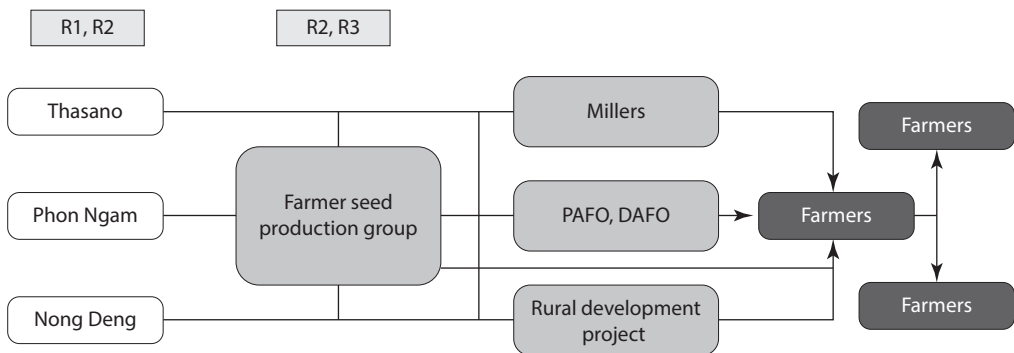 R1, R2
R2, R3
Thasano
Millers
Farmers
Farmer seed
production group
Phon Ngam
PAFO, DAFO
Farmers
Nong Deng
Rural development
project
Farmers